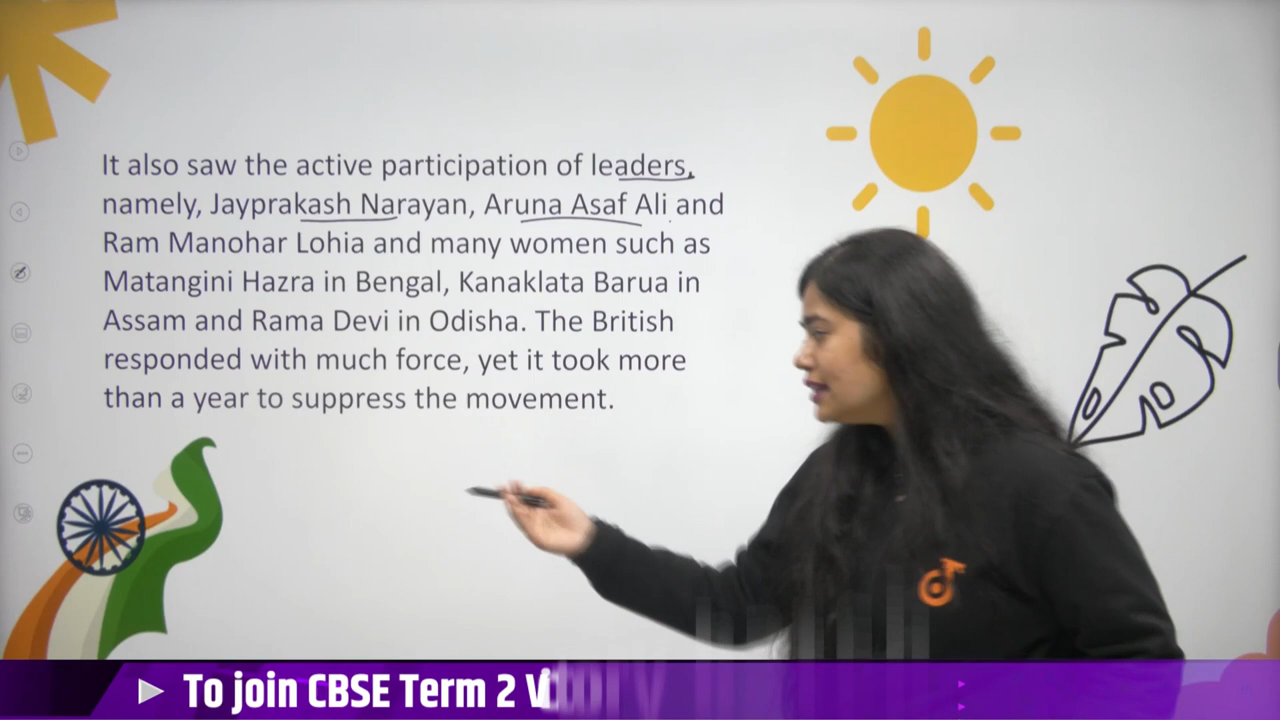 It also saw the active participation of leaders,
namely, Jayprakash Narayan, Aruna Asaf Ali and
Ram Manohar Lohia and many women such as
Matangini Hazra in Bengal, Kanaklata Barua in
Assam and Rama Devi in Odisha. The British
responded with much force, yet it took more
than a year to suppress the movement.
To join CBSE Term 2